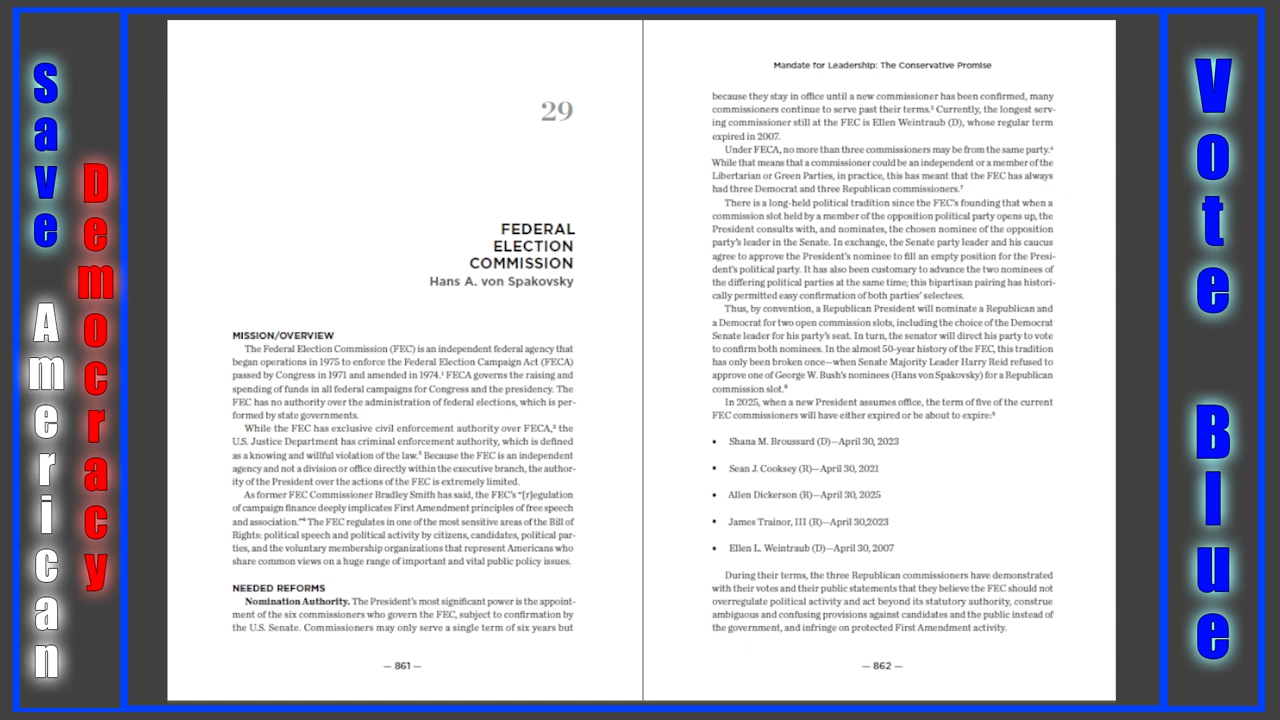 Save
American
Democracy
29
FEDERAL
ELECTION
COMMISSION
Hans A. von Spakovsky
MISSION/OVERVIEW
The Federal Election Commission (FEC) is an independent federal agency that
began operations in 1975 to enforce the Federal Election Campaign Act (FECA)
passed by Congress in 1971 and amended in 1974.¹ FECA governs the raising and
spending of funds in all federal campaigns for Congress and the presidency. The
FEC has no authority over the administration of federal elections, which is per-
formed by state governments.
While the FEC has exclusive civil enforcement authority over FECA,² the
U.S. Justice Department has criminal enforcement authority, which is defined
as a knowing and willful violation of the law.³ Because the FEC is an independent
agency and not a division or office directly within the executive branch, the author-
ity of the President over the actions of the FEC is extremely limited.
As former FEC Commissioner Bradley Smith has said, the FEC's “[r]egulation
of campaign finance deeply implicates First Amendment principles of free speech
and association.”⁴ The FEC regulates in one of the most sensitive areas of the Bill of
Rights: political speech and political activity by citizens, candidates, political par-
ties, and the voluntary membership organizations that represent Americans who
share common views on a huge range of important and vital public policy issues.
NEEDED REFORMS
Nomination Authority. The President's most significant power is the appoint-
ment of the six commissioners who govern the FEC, subject to confirmation by
the U.S. Senate. Commissioners may only serve a single term of six years but
— 861 —
Mandate for Leadership: The Conservative Promise
because they stay in office until a new commissioner has been confirmed, many
commissioners continue to serve past their terms.⁵ Currently, the longest serv-
ing commissioner still at the FEC is Ellen Weintraub (D), whose regular term
expired in 2007.
Under FECA, no more than three commissioners may be from the same party.⁶
While that means that a commissioner could be an independent or a member of the
Libertarian or Green Parties, in practice, this has meant that the FEC has always
had three Democrat and three Republican commissioners.⁷
There is a long-held political tradition since the FEC's founding that when a
commission slot held by a member of the opposition political party opens up, the
President consults with, and nominates, the chosen nominee of the opposition
party's leader in the Senate. In exchange, the Senate party leader and his caucus
agree to approve the President's nominee to fill an empty position for the Presi-
dent's political party. It has also been customary to advance the two nominees of
the differing political parties at the same time; this bipartisan pairing has histori-
cally permitted easy confirmation of both parties' selectees.
Thus, by convention, a Republican President will nominate a Republican and
a Democrat for two open commission slots, including the choice of the Democrat
Senate leader for his party's seat. In turn, the senator will direct his party to vote
to confirm both nominees. In the almost 50-year history of the FEC, this tradition
has only been broken once—when Senate Majority Leader Harry Reid refused to
approve one of George W. Bush's nominees (Hans von Spakovsky) for a Republican
commission slot.⁸
In 2025, when a new President assumes office, the term of five of the current
FEC commissioners will have either expired or be about to expire:⁹
• Shana M. Broussard (D)—April 30, 2023
• Sean J. Cooksey (R)—April 30, 2021
• Allen Dickerson (R)—April 30, 2025
• James Trainor, III (R)—April 30,2023
• Ellen L. Weintraub (D)—April 30, 2007
During their terms, the three Republican commissioners have demonstrated
with their votes and their public statements that they believe the FEC should not
overregulate political activity and act beyond its statutory authority, construe
ambiguous and confusing provisions against candidates and the public instead of
the government, and infringe on protected First Amendment activity.
— 862 —
Vote
Blue